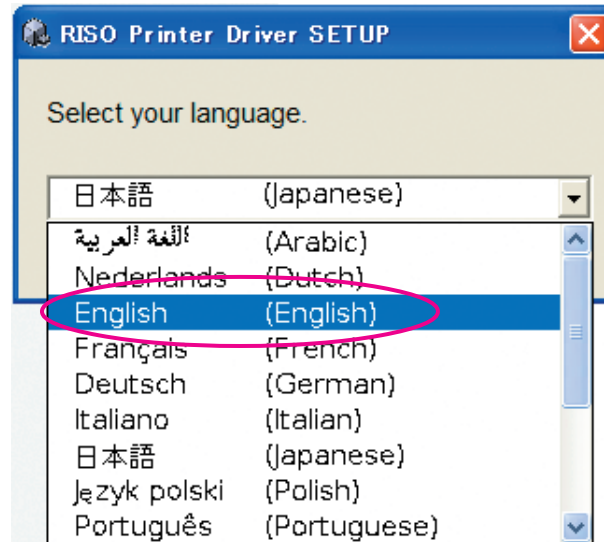 RISO Printer Driver SETUP
Select your language.
日本語 (Japanese)
اللغة العربية (Arabic)
Nederlands (Dutch)
English (English)
Français (French)
Deutsch (German)
Italiano (Italian)
日本語 (Japanese)
Język polski (Polish)
Português (Portuguese)